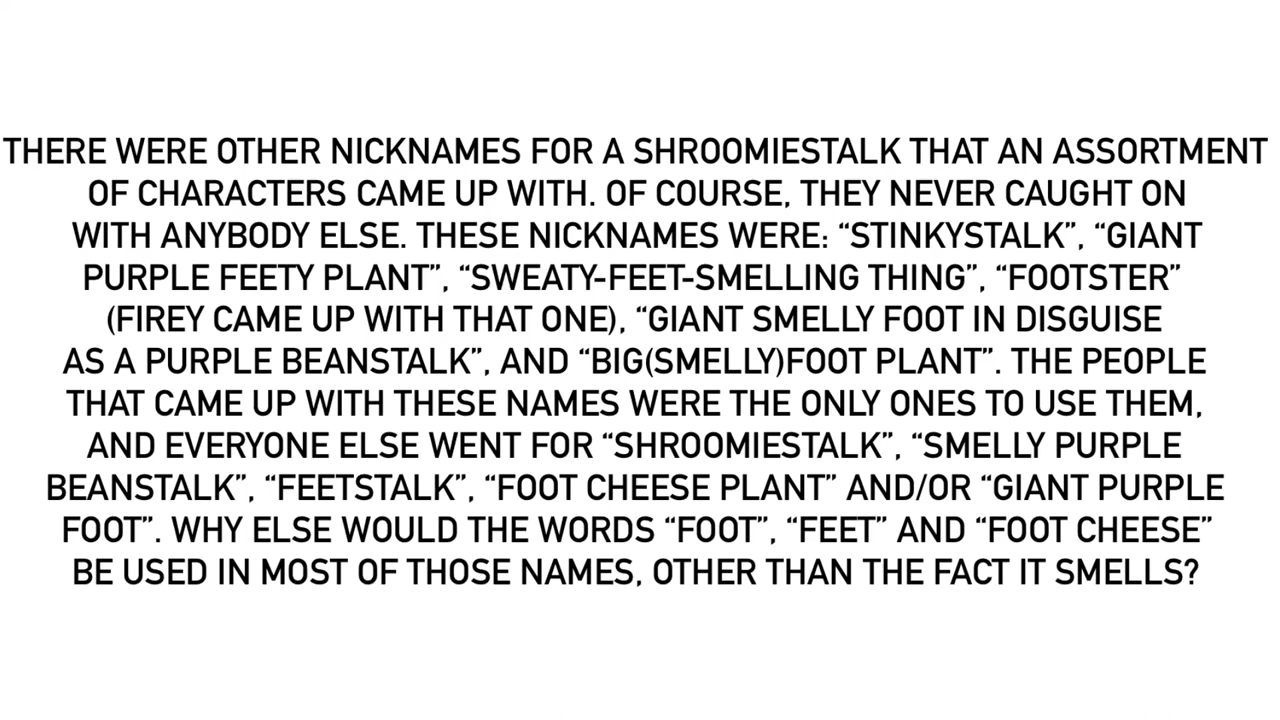 THERE WERE OTHER NICKNAMES FOR A SHROOMIESTALK THAT AN ASSORTMENT
OF CHARACTERS CAME UP WITH. OF COURSE, THEY NEVER CAUGHT ON
WITH ANYBODY ELSE. THESE NICKNAMES WERE: “STINKYSTALK”, “GIANT
PURPLE FEETY PLANT”, “SWEATY-FEET-SMELLING THING”, “FOOTSTER”
(FIREY CAME UP WITH THAT ONE), “GIANT SMELLY FOOT IN DISGUISE
AS A PURPLE BEANSTALK”, AND “BIG(SMELLY)FOOT PLANT”. THE PEOPLE
THAT CAME UP WITH THESE NAMES WERE THE ONLY ONES TO USE THEM,
AND EVERYONE ELSE WENT FOR “SHROOMIESTALK”, “SMELLY PURPLE
BEANSTALK”, “FEETSTALK”, “FOOT CHEESE PLANT” AND/OR “GIANT PURPLE
FOOT”. WHY ELSE WOULD THE WORDS “FOOT”, “FEET” AND “FOOT CHEESE”
BE USED IN MOST OF THOSE NAMES, OTHER THAN THE FACT IT SMELLS?